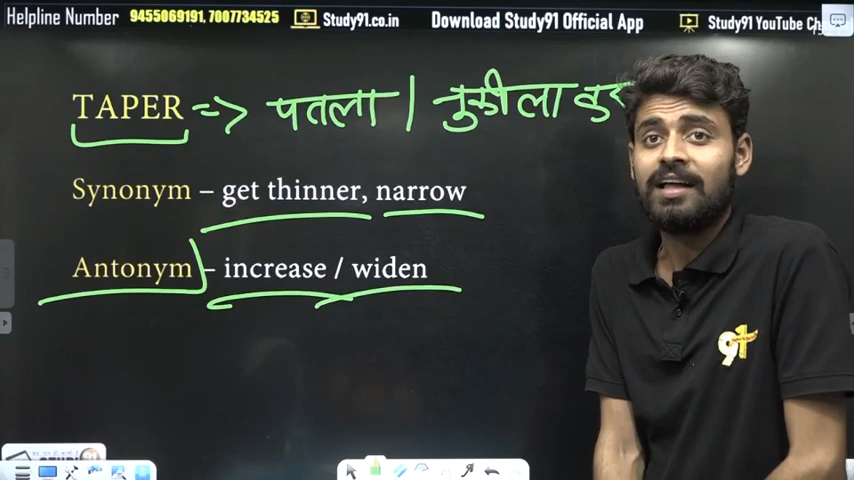 Helpline Number 9455069191, 7007734525 Study91.co.in Download Study91 Official App Study91 YouTube
TAPER => पतला | नुकीला
Synonym – get thinner, narrow
Antonym – increase / widen
91